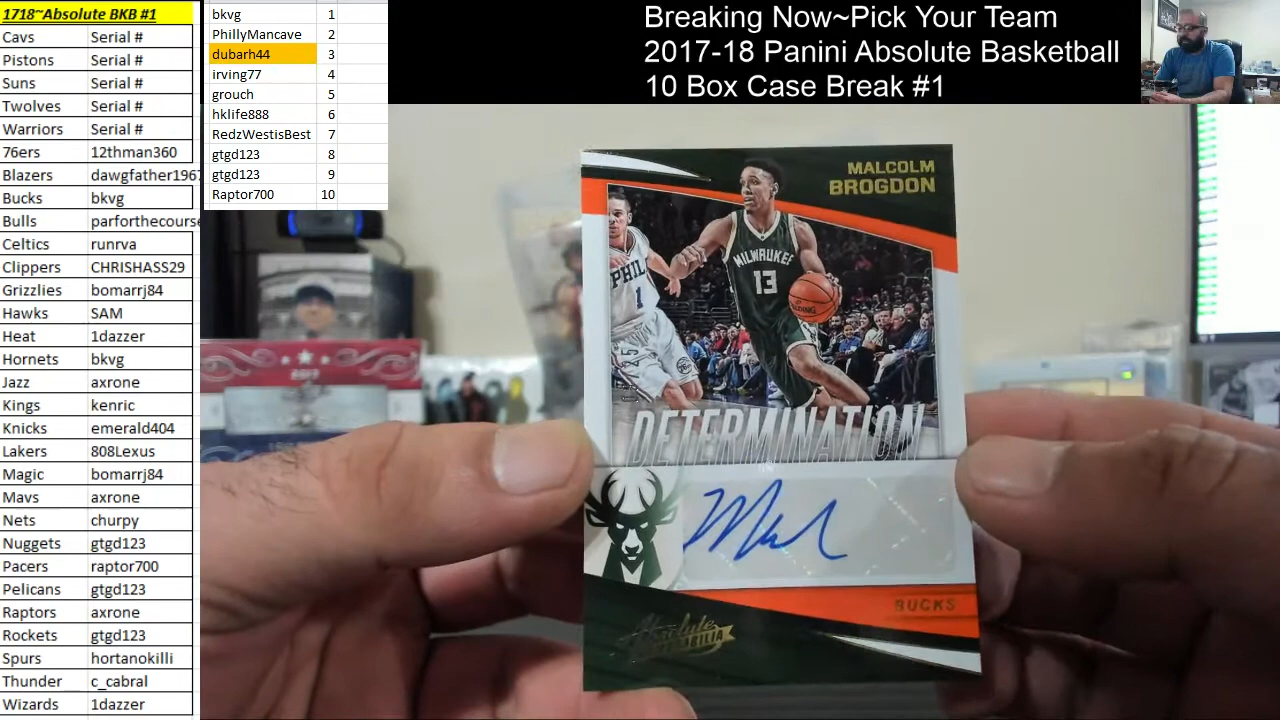 1718~Absolute BKB #1
Cavs Serial #
Pistons Serial #
Suns Serial #
Twolves Serial #
Warriors Serial #
76ers 12thman360
Blazers dawgfather1967
Bucks bkvg
Bulls parforthecourse
Celtics runrva
Clippers CHRISHASS29
Grizzlies bomarrj84
Hawks SAM
Heat 1dazzer
Hornets bkvg
Jazz axrone
Kings kenric
Knicks emerald404
Lakers 808Lexus
Magic bomarrj84
Mavs axrone
Nets churpy
Nuggets gtgd123
Pacers raptor700
Pelicans gtgd123
Raptors axrone
Rockets gtgd123
Spurs hortanokilli
Thunder c_cabral
Wizards 1dazzer
bkvg 1
PhillyMancave 2
dubarh44 3
irving77 4
grouch 5
hklife888 6
RedzWestisBest 7
gtgd123 8
gtgd123 9
Raptor700 10
Breaking Now~Pick Your Team
2017-18 Panini Absolute Basketball
10 Box Case Break #1
MALCOLM
BROGDON
PHIL
1
25
MILWAUKEE
13
DETERMINATION
BUCKS
Absolute
MEMORABILIA
2017